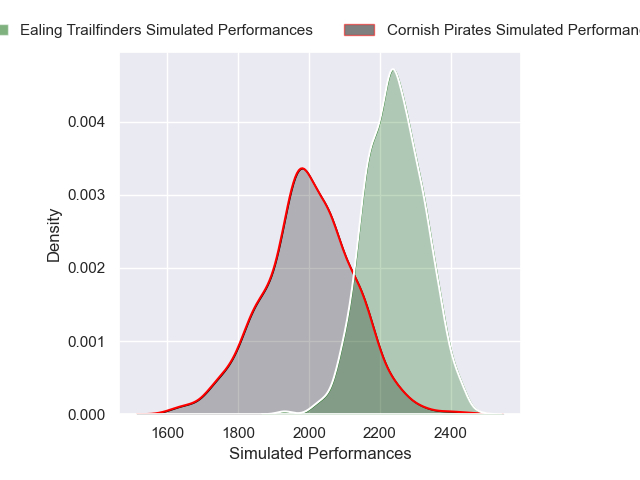 Ealing Trailfinders Simulated Performances
Cornish Pirates Simulated
Density
0.004
0.003
0.002
0.001
0.000
1600 1800 2000 2200 2400
Simulated Performances